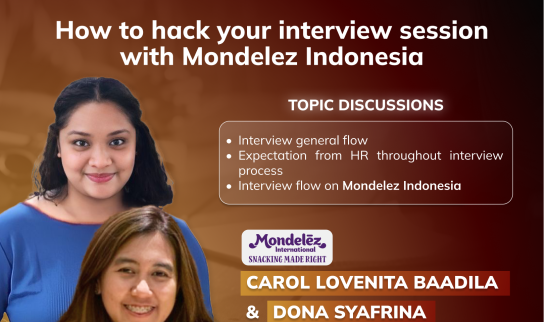 How to hack your interview session
with Mondelez Indonesia
TOPIC DISCUSSIONS
• Interview general flow
• Expectation from HR throughout interview
process
• Interview flow on Mondelez Indonesia
Mondelēz
International
SNACKING MADE RIGHT
CAROL LOVENITA BAADILA
& DONA SYAFRINA